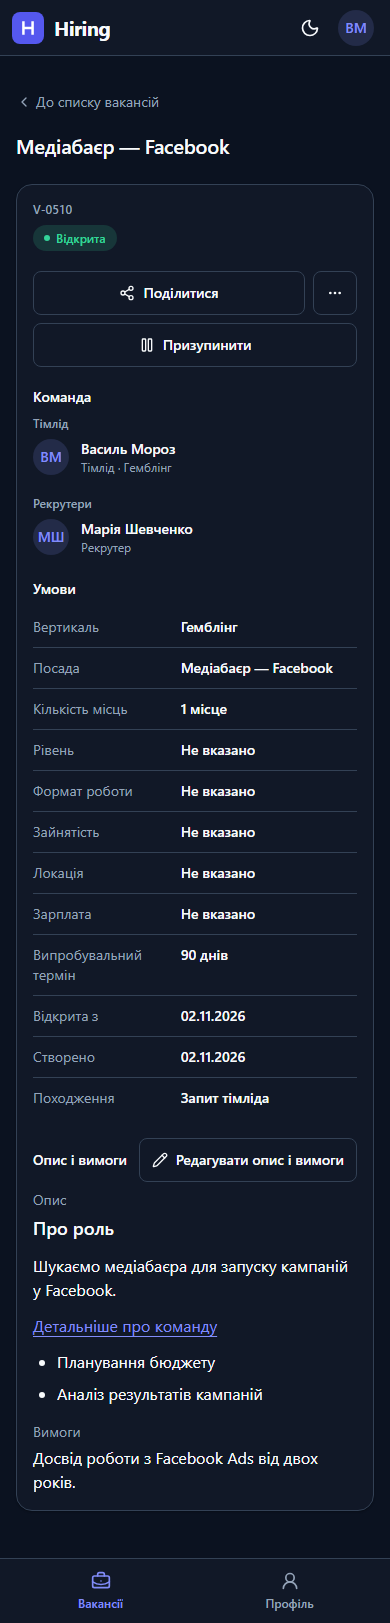 H Hiring BM
До списку вакансій
Медіабаєр — Facebook
V-0510
Відкрита
Поділитися ...
Призупинити
Команда
Тімлід
ВМ Василь Мороз
Тімлід · Гемблінг
Рекрутери
МШ Марія Шевченко
Рекрутер
Умови
Вертикаль Гемблінг
Посада Медіабаєр — Facebook
Кількість місць 1 місце
Рівень Не вказано
Формат роботи Не вказано
Зайнятість Не вказано
Локація Не вказано
Зарплата Не вказано
Випробувальний 90 днів
термін
Відкрита з 02.11.2026
Створено 02.11.2026
Походження Запит тімліда
Опис і вимоги Редагувати опис і вимоги
Опис
Про роль
Шукаємо медіабаєра для запуску кампаній
у Facebook.
Детальніше про команду
• Планування бюджету
• Аналіз результатів кампаній
Вимоги
Досвід роботи з Facebook Ads від двох
років.
Вакансії Профіль